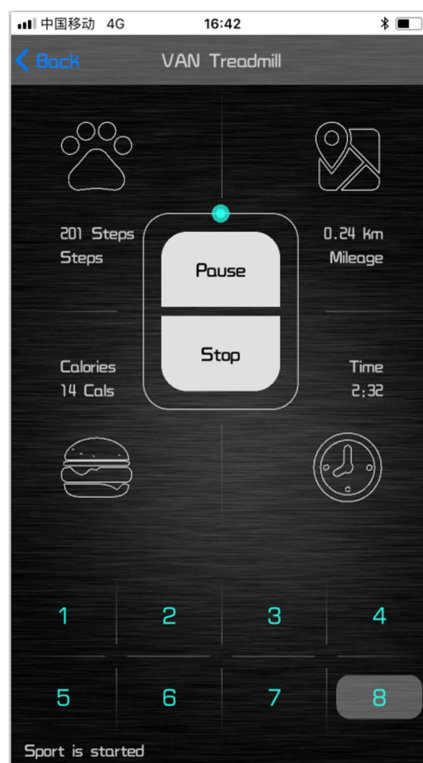 中国移动 4G 16:42
Back VAN Treadmill
201 Steps
Steps
0.24 km
Mileage
Pause
Stop
Calories
14 Cals
Time
2:32
1 2 3 4
5 6 7 8
Sport is started